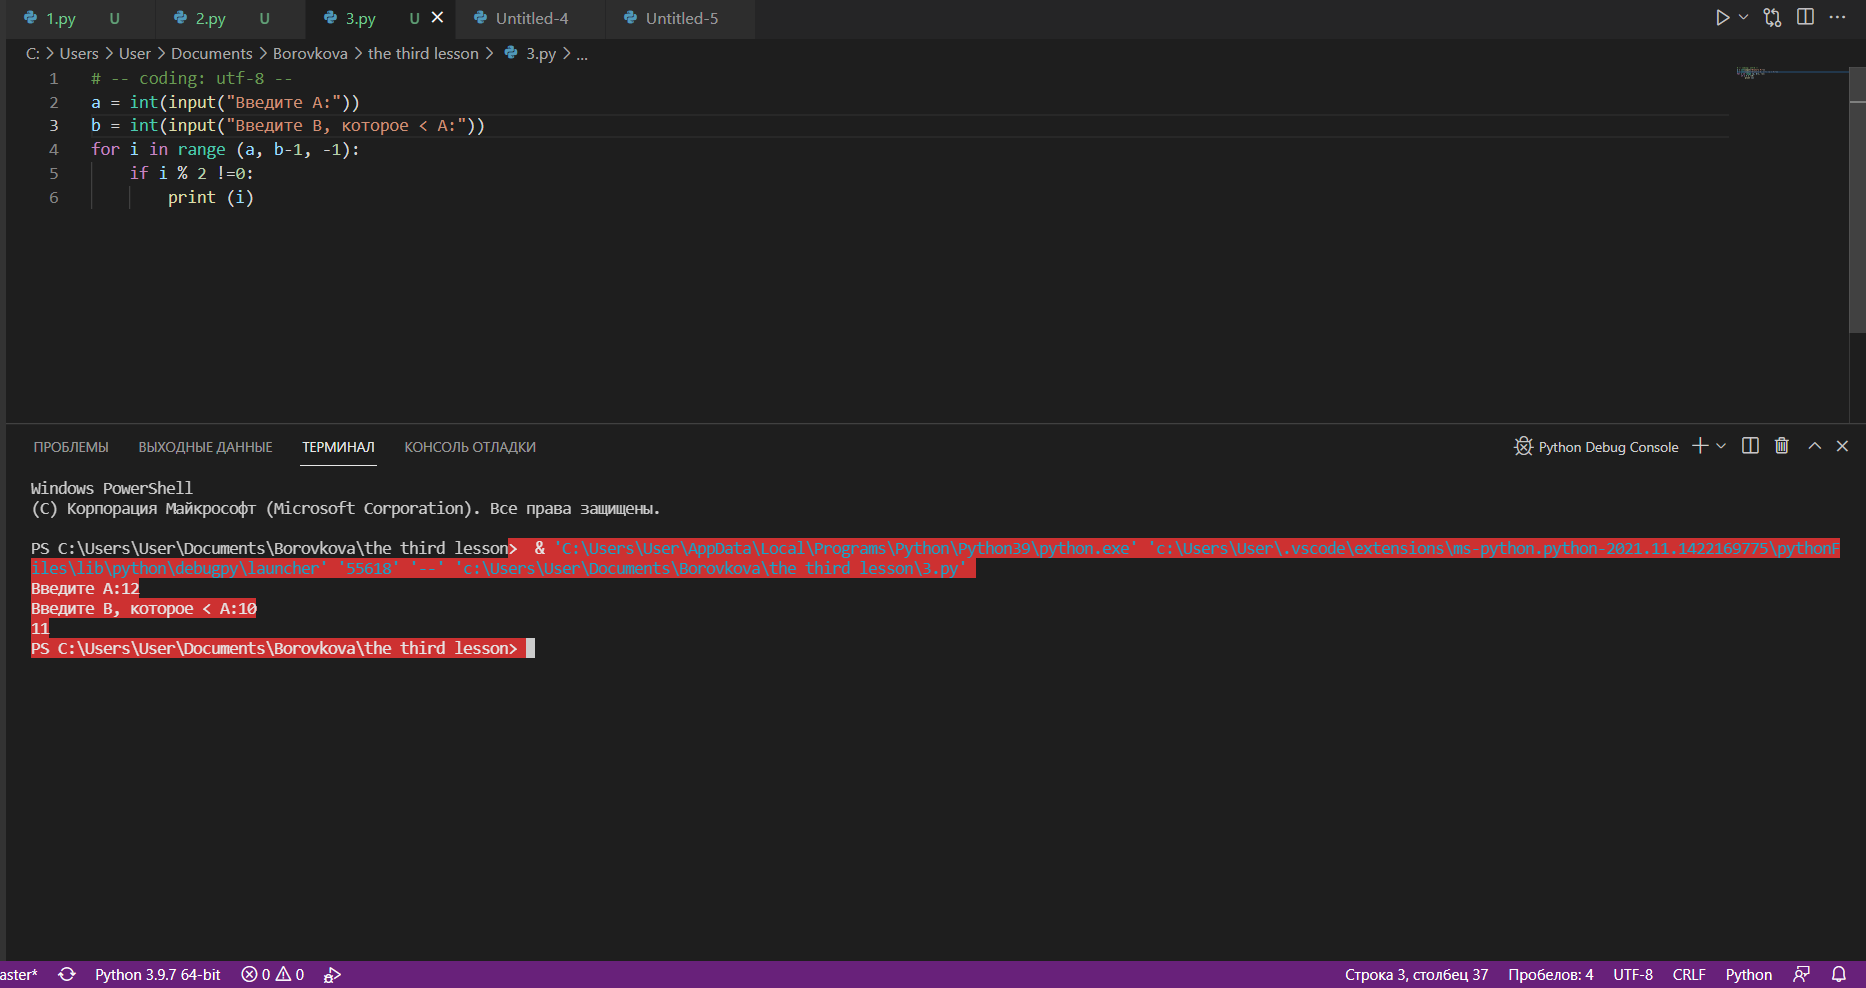 1.py U 2.py U 3.py U Untitled-4 Untitled-5
C: > Users > User > Documents > Borovkova > the third lesson > 3.py > ...
1 # -- coding: utf-8 --
2 a = int(input("Введите А:"))
3 b = int(input("Введите В, которое < А:"))
4 for i in range (a, b-1, -1):
5 if i % 2 !=0:
6 print (i)
ПРОБЛЕМЫ ВЫХОДНЫЕ ДАННЫЕ ТЕРМИНАЛ КОНСОЛЬ ОТЛАДКИ Python Debug Console
Windows PowerShell
(C) Корпорация Майкрософт (Microsoft Corporation). Все права защищены.
PS C:\Users\User\Documents\Borovkova\the third lesson> & 'C:\Users\User\AppData\Local\Programs\Python\Python39\python.exe' 'c:\Users\User\.vscode\extensions\ms-python.python-2021.11.1422169775\pythonF
iles\lib\python\debugpy\launcher' '55618' '--' 'c:\Users\User\Documents\Borovkova\the third lesson\3.py'
Введите А:12
Введите В, которое < А:10
11
PS C:\Users\User\Documents\Borovkova\the third lesson>
aster* Python 3.9.7 64-bit 0 0 Строка 3, столбец 37 Пробелов: 4 UTF-8 CRLF Python